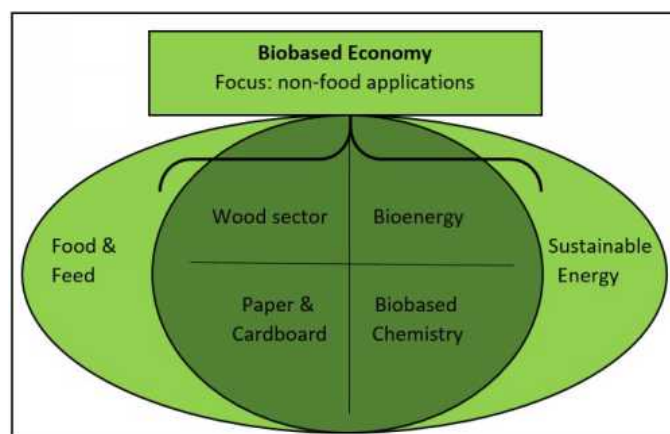 Biobased Economy
Focus: non-food applications
Wood sector
Bioenergy
Food &
Feed
Sustainable
Energy
Paper &
Cardboard
Biobased
Chemistry